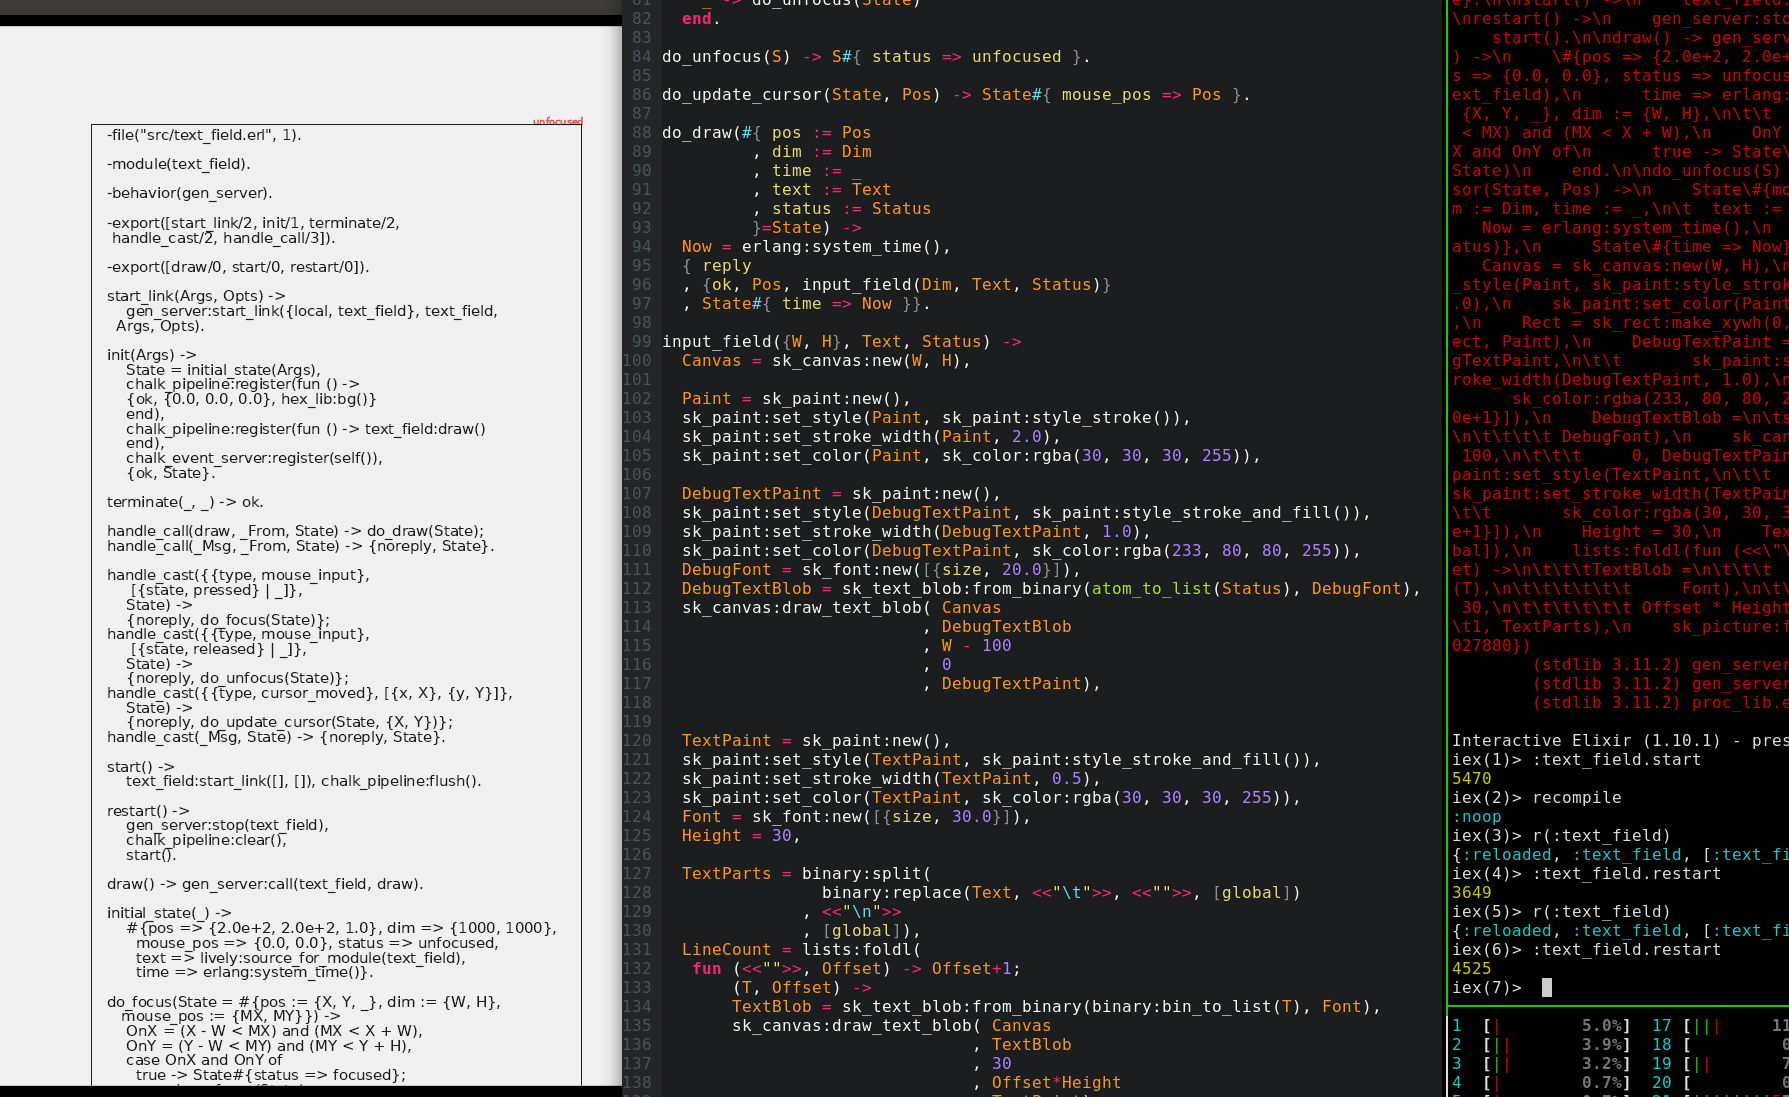 unfocused
-file("src/text_field.erl", 1).
-module(text_field).
-behavior(gen_server).
-export([start_link/2, init/1, terminate/2,
handle_cast/2, handle_call/3]).
-export([draw/0, start/0, restart/0]).
start_link(Args, Opts) ->
gen_server:start_link({local, text_field}, text_field,
Args, Opts).
init(Args) ->
State = initial_state(Args),
chalk_pipeline:register(fun () ->
{ok, {0.0, 0.0}, hex_lib:bg()}
end),
chalk_pipeline:register(fun () -> text_field:draw()
end),
chalk_event_server:register(self()),
{ok, State}.
terminate(_, _) -> ok.
handle_call(draw, _From, State) -> do_draw(State);
handle_call(_Msg, _From, State) -> {noreply, State}.
handle_cast({{type, mouse_input},
[{state, pressed} | _]},
State) ->
{noreply, do_focus(State)};
handle_cast({{type, mouse_input},
[{state, released} | _]},
State) ->
{noreply, do_unfocus(State)};
handle_cast({{type, cursor_moved}, [{x, X}, {y, Y}]},
State) ->
{noreply, do_update_cursor(State, {X, Y})};
handle_cast(_Msg, State) -> {noreply, State}.
start() ->
text_field:start_link([], []), chalk_pipeline:flush().
restart() ->
gen_server:stop(text_field),
chalk_pipeline:clear(),
start().
draw() -> gen_server:call(text_field, draw).
initial_state(_) ->
#{pos => {2.0e+2, 2.0e+2, 1.0}, dim => {1000, 1000},
mouse_pos => {0.0, 0.0}, status => unfocused,
text => lively:source_for_module(text_field),
time => erlang:system_time()}.
do_focus(State = #{pos := {X, Y, _}, dim := {W, H},
mouse_pos := {MX, MY}}) ->
OnX = (X - W < MX) and (MX < X + W),
OnY = (Y - W < MY) and (MY < Y + H),
case OnX and OnY of
true -> State#{status => focused};
81 _ -> do_unfocus(State)
82 end.
83
84 do_unfocus(S) -> S#{ status => unfocused }.
85
86 do_update_cursor(State, Pos) -> State#{ mouse_pos => Pos }.
87
88 do_draw(#{ pos := Pos
89 , dim := Dim
90 , time := _
91 , text := Text
92 , status := Status
93 }=State) ->
94 Now = erlang:system_time(),
95 { reply
96 , {ok, Pos, input_field(Dim, Text, Status)}
97 , State#{ time => Now }}.
98
99 input_field({W, H}, Text, Status) ->
100 Canvas = sk_canvas:new(W, H),
101
102 Paint = sk_paint:new(),
103 sk_paint:set_style(Paint, sk_paint:style_stroke()),
104 sk_paint:set_stroke_width(Paint, 2.0),
105 sk_paint:set_color(Paint, sk_color:rgba(30, 30, 30, 255)),
106
107 DebugTextPaint = sk_paint:new(),
108 sk_paint:set_style(DebugTextPaint, sk_paint:style_stroke_and_fill()),
109 sk_paint:set_stroke_width(DebugTextPaint, 1.0),
110 sk_paint:set_color(DebugTextPaint, sk_color:rgba(233, 80, 80, 255)),
111 DebugFont = sk_font:new([{size, 20.0}]),
112 DebugTextBlob = sk_text_blob:from_binary(atom_to_list(Status), DebugFont),
113 sk_canvas:draw_text_blob( Canvas
114 , DebugTextBlob
115 , W - 100
116 , 0
117 , DebugTextPaint),
118
119
120 TextPaint = sk_paint:new(),
121 sk_paint:set_style(TextPaint, sk_paint:style_stroke_and_fill()),
122 sk_paint:set_stroke_width(TextPaint, 0.5),
123 sk_paint:set_color(TextPaint, sk_color:rgba(30, 30, 30, 255)),
124 Font = sk_font:new([{size, 30.0}]),
125 Height = 30,
126
127 TextParts = binary:split(
128 binary:replace(Text, <<"\t">>, <<"">>, [global])
129 , <<"\n">>
130 , [global]),
131 LineCount = lists:foldl(
132 fun (<<"">>, Offset) -> Offset+1;
133 (T, Offset) ->
134 TextBlob = sk_text_blob:from_binary(binary:bin_to_list(T), Font),
135 sk_canvas:draw_text_blob( Canvas
136 , TextBlob
137 , 30
138 , Offset*Height
\nrestart() ->\n    gen_server:sto
start().\n\ndraw() -> gen_serv
) ->\n    \#{pos => {2.0e+2, 2.0e+
s => {0.0, 0.0}, status => unfocus
ext_field),\n      time => erlang:
{X, Y, _}, dim := {W, H},\n\t\t
< MX) and (MX < X + W),\n    OnY
X and OnY of\n      true -> State\
State)\n    end.\n\ndo_unfocus(S)
sor(State, Pos) ->\n    State\#{mo
m := Dim, time := _,\n\t  text :=
Now = erlang:system_time(),\n
atus)},\n     State\#{time => Now}
Canvas = sk_canvas:new(W, H),\n
_style(Paint, sk_paint:style_strok
.0),\n    sk_paint:set_color(Paint
,\n    Rect = sk_rect:make_xywh(0,
ect, Paint),\n    DebugTextPaint =
gTextPaint,\n\t\t       sk_paint:s
roke_width(DebugTextPaint, 1.0),\n
sk_color:rgba(233, 80, 80, 2
0e+1}]),\n    DebugTextBlob =\n\ts
\n\t\t\t\t DebugFont),\n    sk_can
100,\n\t\t\t     0, DebugTextPain
paint:set_style(TextPaint,\n\t\t
sk_paint:set_stroke_width(TextPain
\t\t       sk_color:rgba(30, 30, 3
e+1}]),\n    Height = 30,\n    Tex
bal]),\n    lists:foldl(fun (<<\"\
et) ->\n\t\t\tTextBlob =\n\t\t\t
(T),\n\t\t\t\t\t\t     Font),\n\t\
30,\n\t\t\t\t\t\t Offset * Height
\t1, TextParts),\n    sk_picture:f
027880})
(stdlib 3.11.2) gen_server
(stdlib 3.11.2) gen_server
(stdlib 3.11.2) proc_lib.e
Interactive Elixir (1.10.1) - pres
iex(1)> :text_field.start
5470
iex(2)> recompile
:noop
iex(3)> r(:text_field)
{:reloaded, :text_field, [:text_fi
iex(4)> :text_field.restart
3649
iex(5)> r(:text_field)
{:reloaded, :text_field, [:text_fi
iex(6)> :text_field.restart
4525
iex(7)>
1 [| 5.0%] 17 [||| 11
2 [|| 3.9%] 18 [ 0
3 [|| 3.2%] 19 [|| 7
4 [| 0.7%] 20 [ 0